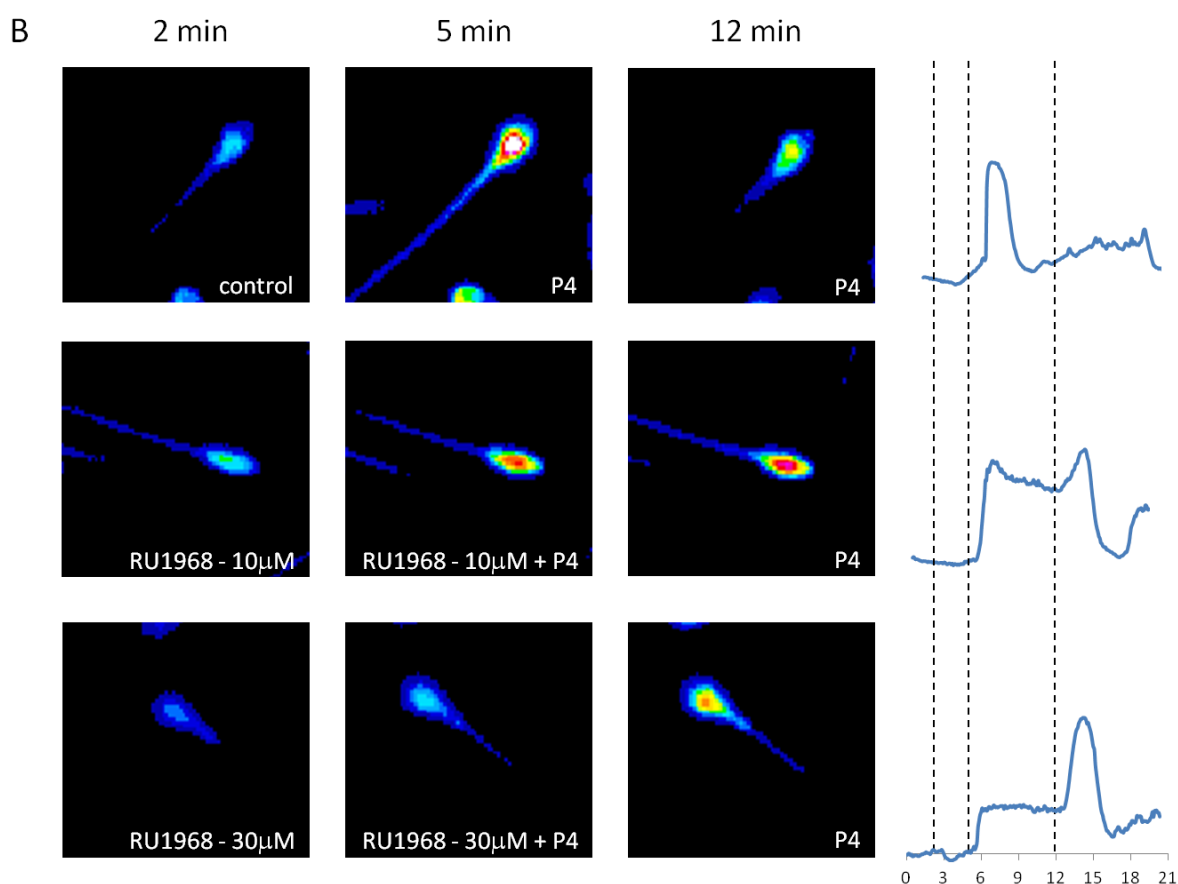 B
2 min 5 min 12 min
control P4 P4
RU1968 - 10μM RU1968 - 10μM + P4 P4
RU1968 - 30μM RU1968 - 30μM + P4 P4
0 3 6 9 12 15 18 21